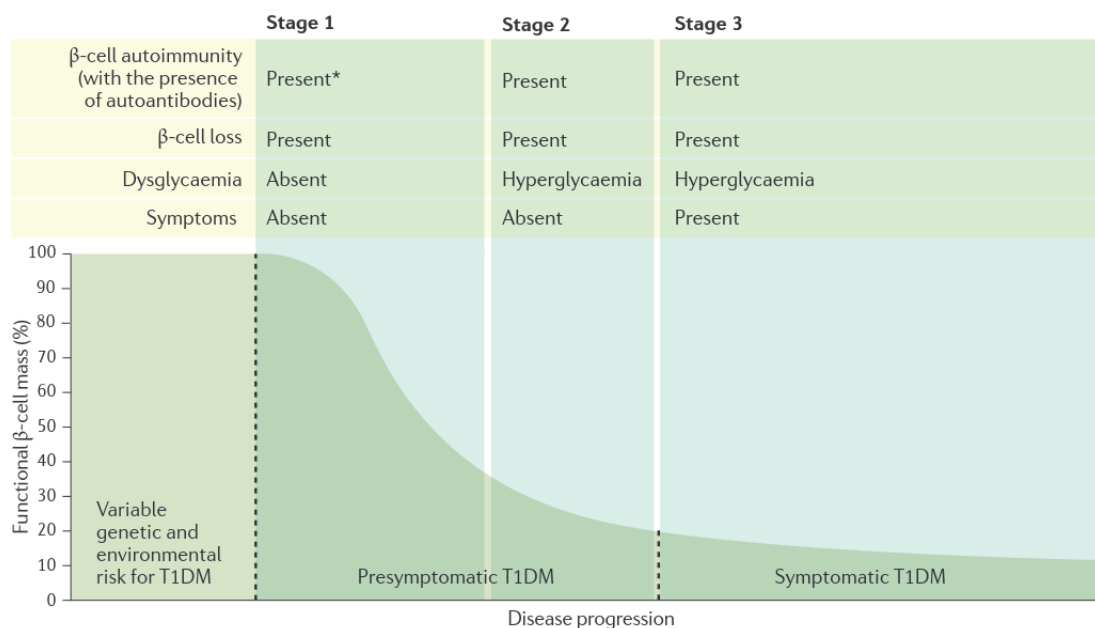 Stage 1 Stage 2 Stage 3
β-cell autoimmunity
(with the presence
of autoantibodies)
Present* Present Present
β-cell loss Present Present Present
Dysglycaemia Absent Hyperglycaemia Hyperglycaemia
Symptoms Absent Absent Present
Functional β-cell mass (%)
100
90
80
70
60
50
40
30
20
10
0
Variable
genetic and
environmental
risk for T1DM
Presymptomatic T1DM
Symptomatic T1DM
Disease progression